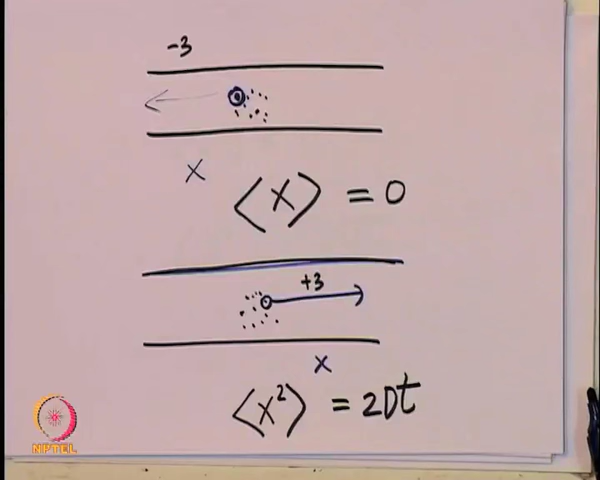 -3
x
⟨x⟩ = 0
+3
x
⟨x²⟩ = 2Dt
NPTEL